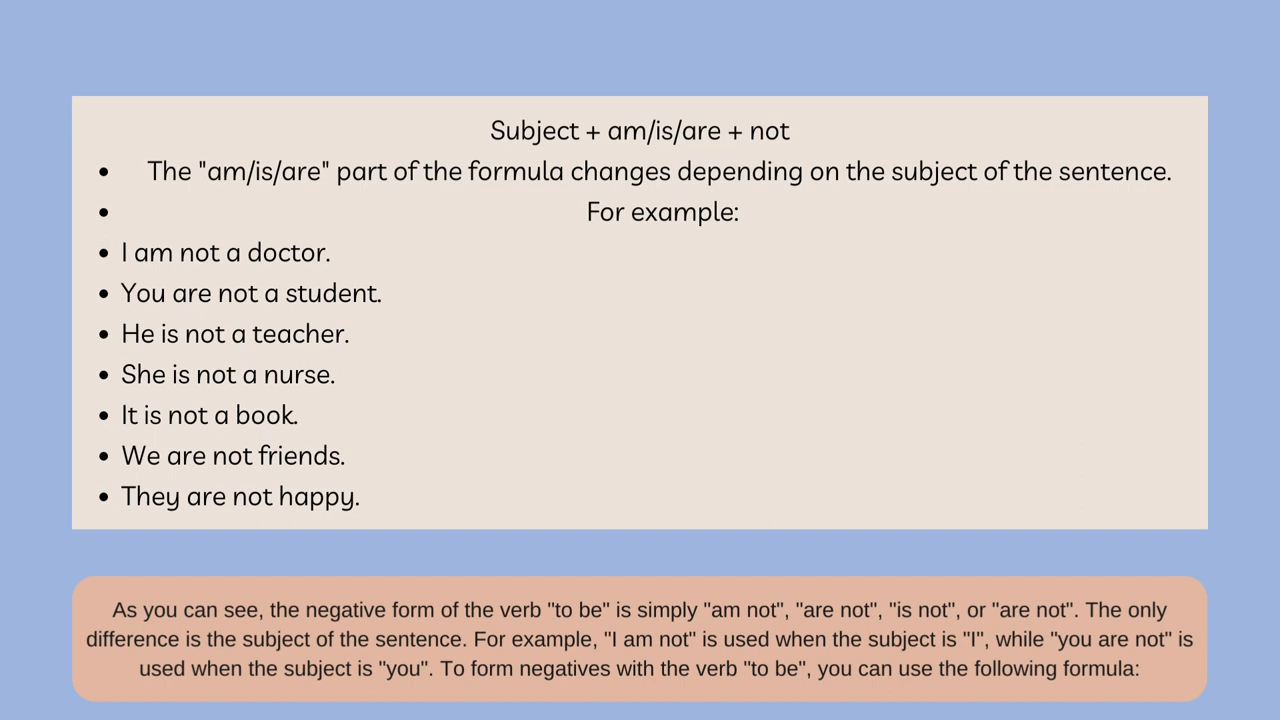 Subject + am/is/are + not
• The "am/is/are" part of the formula changes depending on the subject of the sentence.
• For example:
• I am not a doctor.
• You are not a student.
• He is not a teacher.
• She is not a nurse.
• It is not a book.
• We are not friends.
• They are not happy.
As you can see, the negative form of the verb "to be" is simply "am not", "are not", "is not", or "are not". The only
difference is the subject of the sentence. For example, "I am not" is used when the subject is "I", while "you are not" is
used when the subject is "you". To form negatives with the verb "to be", you can use the following formula: